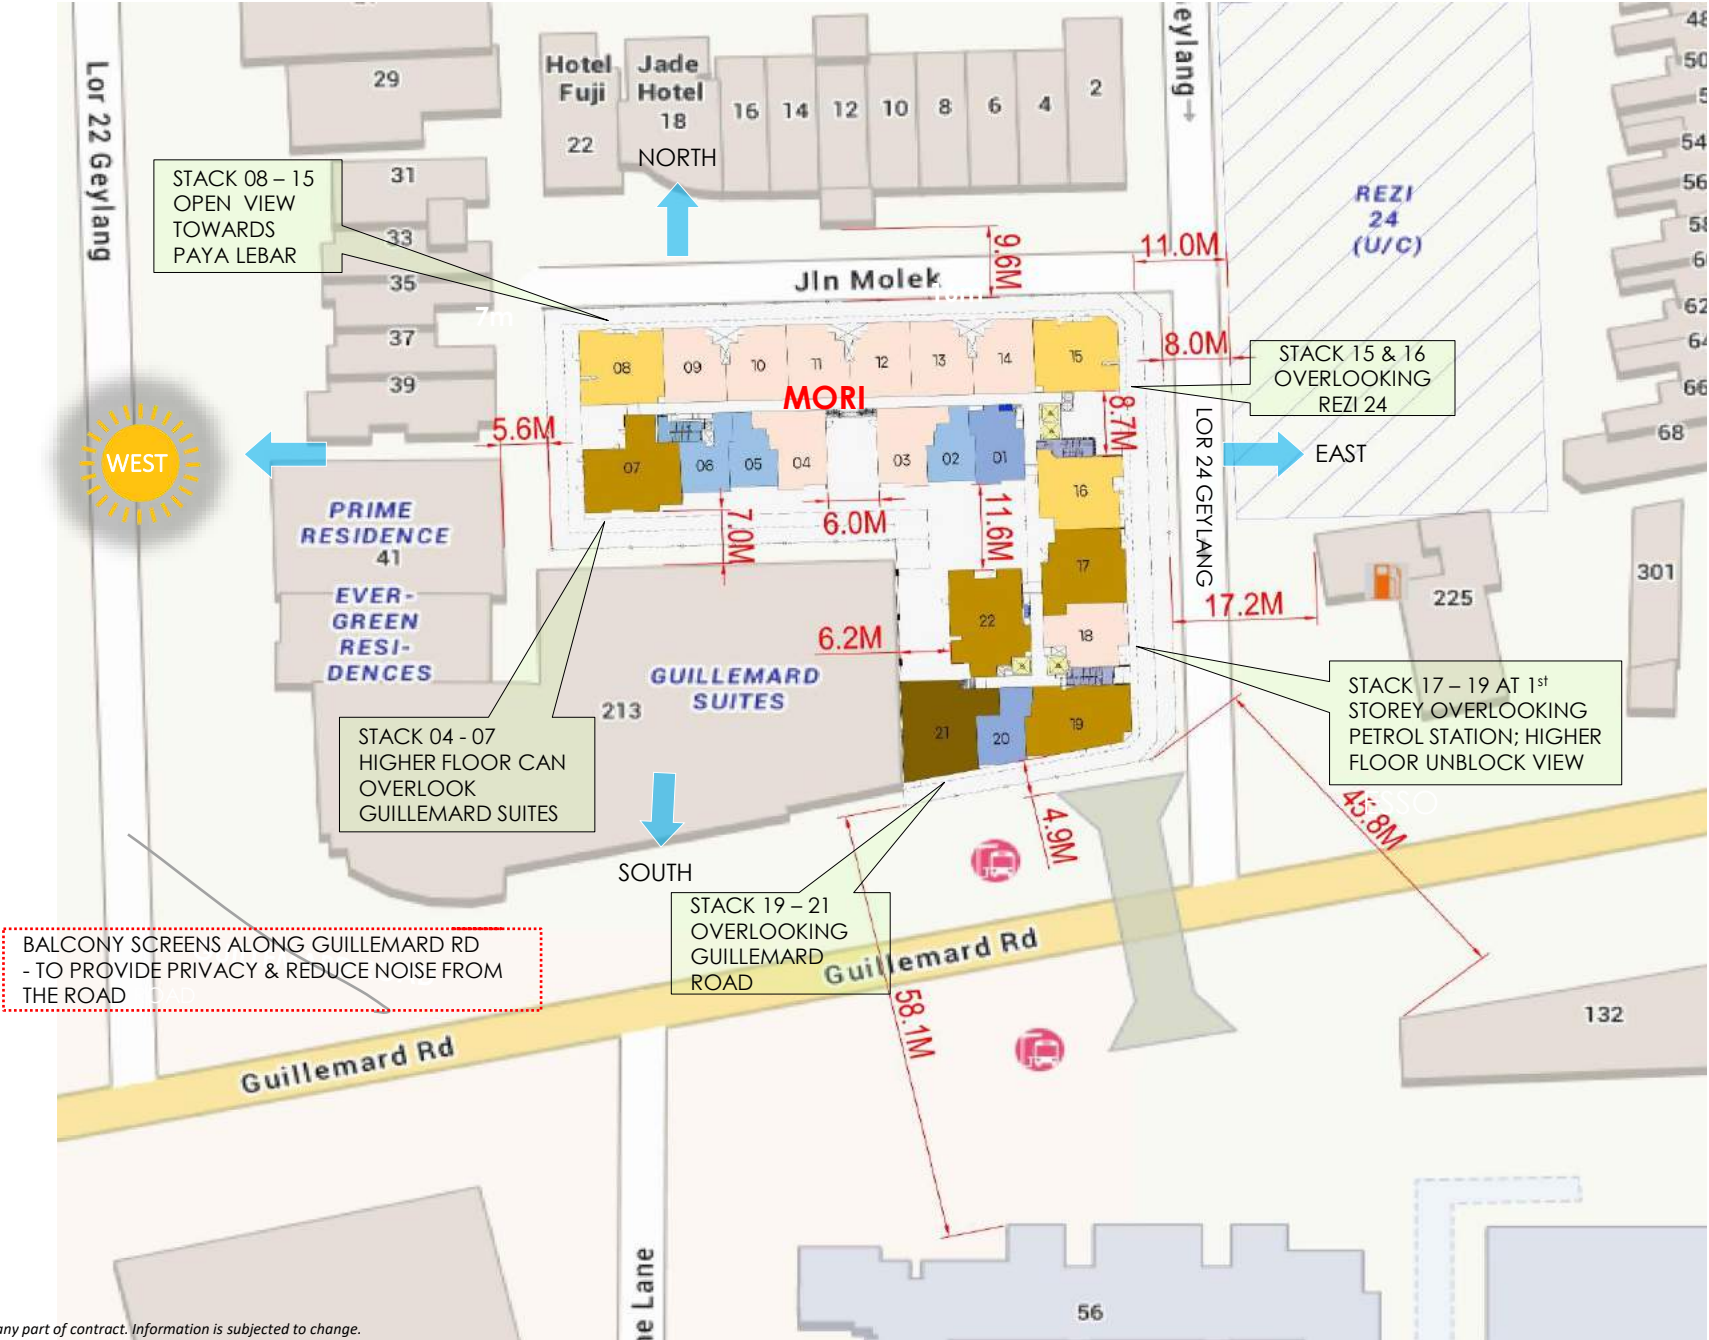 29
Lor 22 Geylang
Hotel
Fuji
22
Jade
Hotel
18
16
14
12
10
8
6
4
2
NORTH
eylang→
48
50
5
54
56
58
6
62
64
66
68
REZI
24
(U/C)
31
33
35
37
39
STACK 08 – 15
OPEN VIEW
TOWARDS
PAYA LEBAR
9.6M
11.0M
Jln Molek
7m
8.0M
08
09
10
11
12
13
14
15
MORI
STACK 15 & 16
OVERLOOKING
REZI 24
5.6M
8.7M
WEST
07
06
05
04
03
02
01
16
EAST
LOR 24 GEYLANG
PRIME
RESIDENCE
41
7.0M
6.0M
11.6M
17
EVER-
GREEN
RESI-
DENCES
22
18
6.2M
17.2M
225
301
GUILLEMARD
SUITES
213
21
20
19
STACK 17 – 19 AT 1st
STOREY OVERLOOKING
PETROL STATION; HIGHER
FLOOR UNBLOCK VIEW
STACK 04 - 07
HIGHER FLOOR CAN
OVERLOOK
GUILLEMARD SUITES
SOUTH
4.9M
45.8M
STACK 19 – 21
OVERLOOKING
GUILLEMARD
ROAD
BALCONY SCREENS ALONG GUILLEMARD RD
- TO PROVIDE PRIVACY & REDUCE NOISE FROM
THE ROAD
Guillemard Rd
58.1M
132
Guillemard Rd
ne Lane
56
any part of contract. Information is subjected to change.